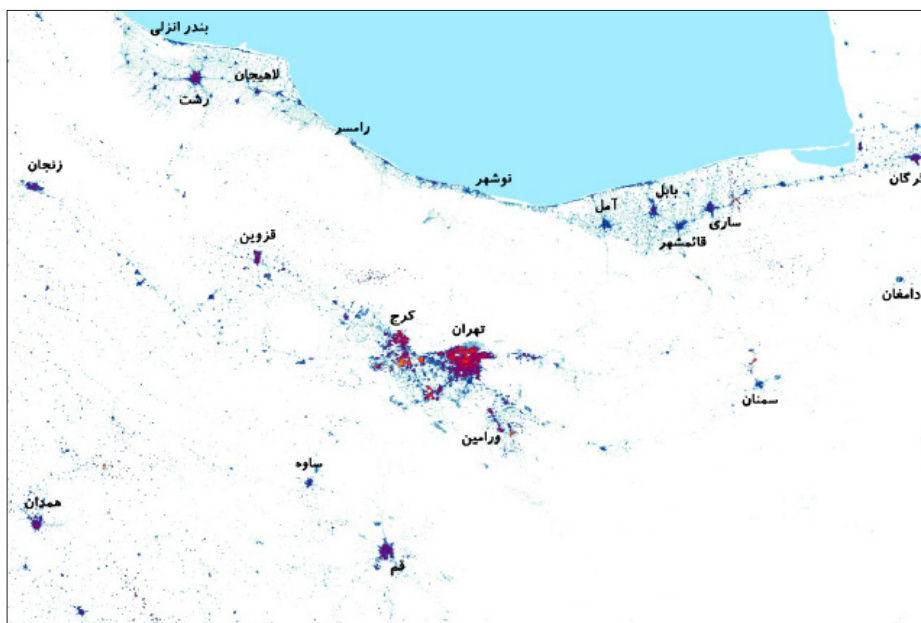 بندر انزلی
لاهیجان
رشت
رامسر
زنجان
نوشهر
گرگان
بابل
آمل
ساری
قائمشهر
قزوین
دامغان
کرج
تهران
سمنان
ورامین
ساوه
همدان
قم